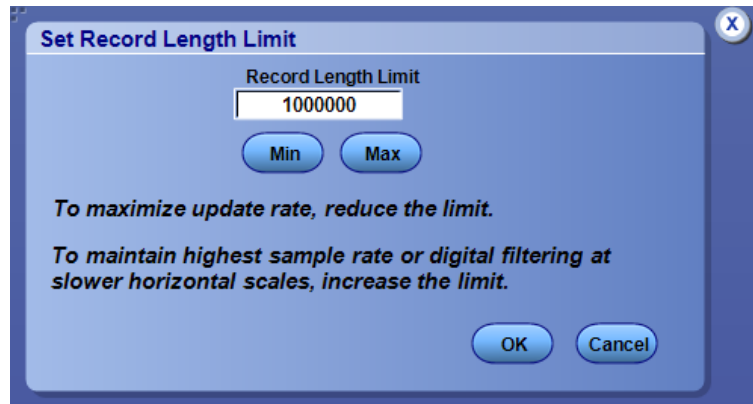 X
Set Record Length Limit
Record Length Limit
1000000
Min Max
To maximize update rate, reduce the limit.
To maintain highest sample rate or digital filtering at
slower horizontal scales, increase the limit.
OK Cancel